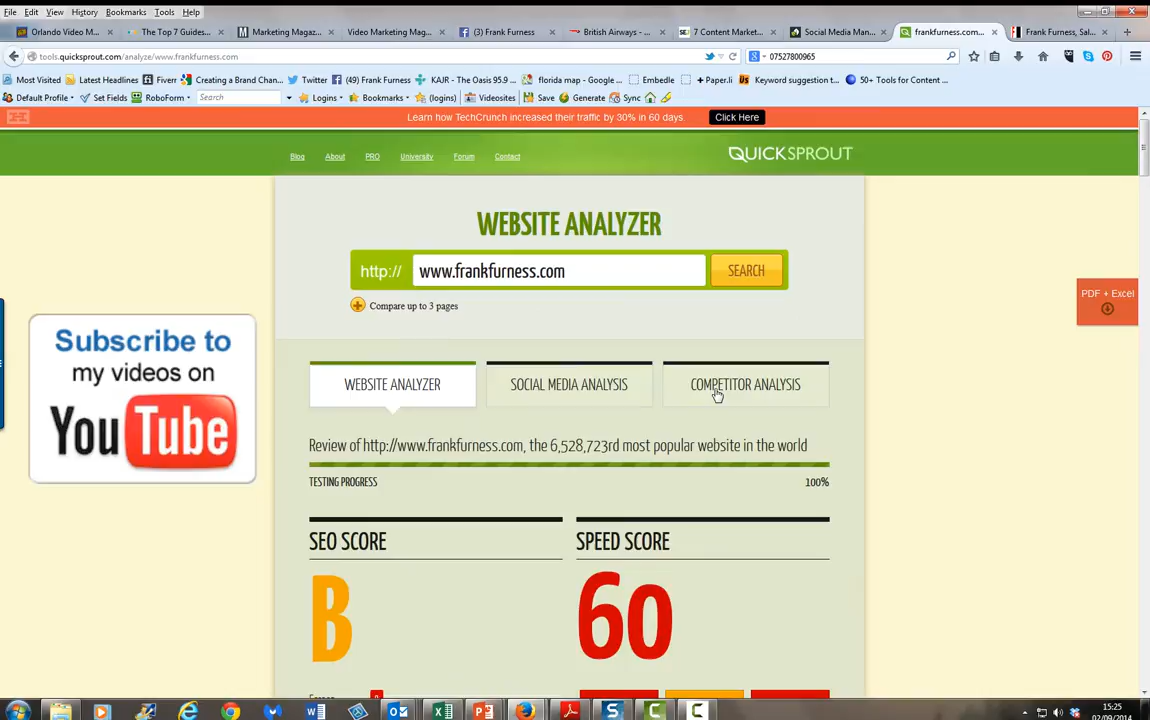 File Edit View History Bookmarks Tools Help
Orlando Video M... The Top 7 Guides... Marketing Magaz... Video Marketing Mag... (3) Frank Furness British Airways - ... 7 Content Market... Social Media Man... frankfurness.com... Frank Furness, Sal...
tools.quicksprout.com/analyze/www.frankfurness.com 07527800965
Most Visited Latest Headlines Fiverr Creating a Brand Chan... Twitter (49) Frank Furness KAJR - The Oasis 95.9 ... florida map - Google ... Embedle + Paper.li Keyword suggestion t... 50+ Tools for Content ...
Default Profile Set Fields RoboForm Search Logins Bookmarks (logins) Videosites Save Generate Sync
Learn how TechCrunch increased their traffic by 30% in 60 days. Click Here
Blog About PRO University Forum Contact QUICKSPROUT
WEBSITE ANALYZER
http:// www.frankfurness.com SEARCH
Compare up to 3 pages
PDF + Excel
Subscribe to
my videos on
YouTube
WEBSITE ANALYZER SOCIAL MEDIA ANALYSIS COMPETITOR ANALYSIS
Review of http://www.frankfurness.com, the 6,528,723rd most popular website in the world
TESTING PROGRESS 100%
SEO SCORE SPEED SCORE
B 60
15:25
02/09/2014